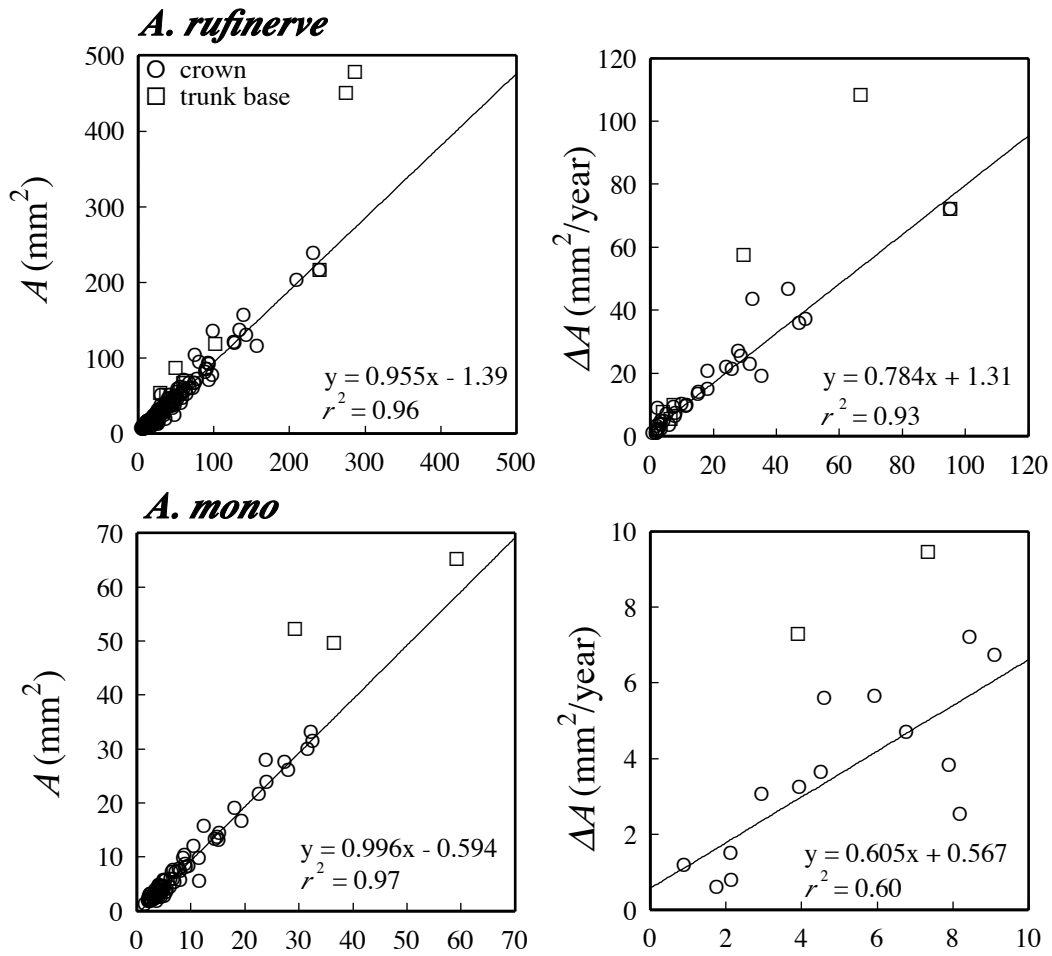 A. rufinerve
500
400
300
200
100
0
A (mm²)
crown
trunk base
y = 0.955x - 1.39
r² = 0.96
0 100 200 300 400 500
120
100
80
60
40
20
0
ΔA (mm²/year)
y = 0.784x + 1.31
r² = 0.93
0 20 40 60 80 100 120
A. mono
70
60
50
40
30
20
10
0
A (mm²)
y = 0.996x - 0.594
r² = 0.97
0 10 20 30 40 50 60 70
10
8
6
4
2
0
ΔA (mm²/year)
y = 0.605x + 0.567
r² = 0.60
0 2 4 6 8 10